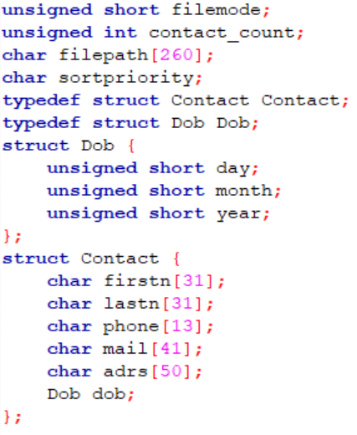 unsigned short filemode;
unsigned int contact_count;
char filepath[260];
char sortpriority;
typedef struct Contact Contact;
typedef struct Dob Dob;
struct Dob {
    unsigned short day;
    unsigned short month;
    unsigned short year;
};
struct Contact {
    char firstn[31];
    char lastn[31];
    char phone[13];
    char mail[41];
    char adrs[50];
    Dob dob;
};